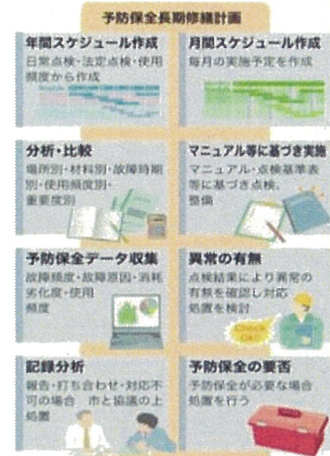 予防保全長期修繕計画
年間スケジュール作成
日常点検・法定点検・使用
頻度から作成
月間スケジュール作成
毎月の実施予定を作成
分析・比較
場所別・材料別・故障時期
別・使用頻度別・
重要度別
マニュアル等に基づき実施
マニュアル・点検基準表
等に基づき点検、
整備
予防保全データ収集
故障頻度・故障原因・消耗
劣化度・使用
頻度
異常の有無
点検結果により異常の
有無を確認し対応
処置を検討
Check
OK!
記録分析
報告・打ち合わせ・対応不
可の場合 市と協議の上
処置
予防保全の要否
予防保全が必要な場合
処置を行う